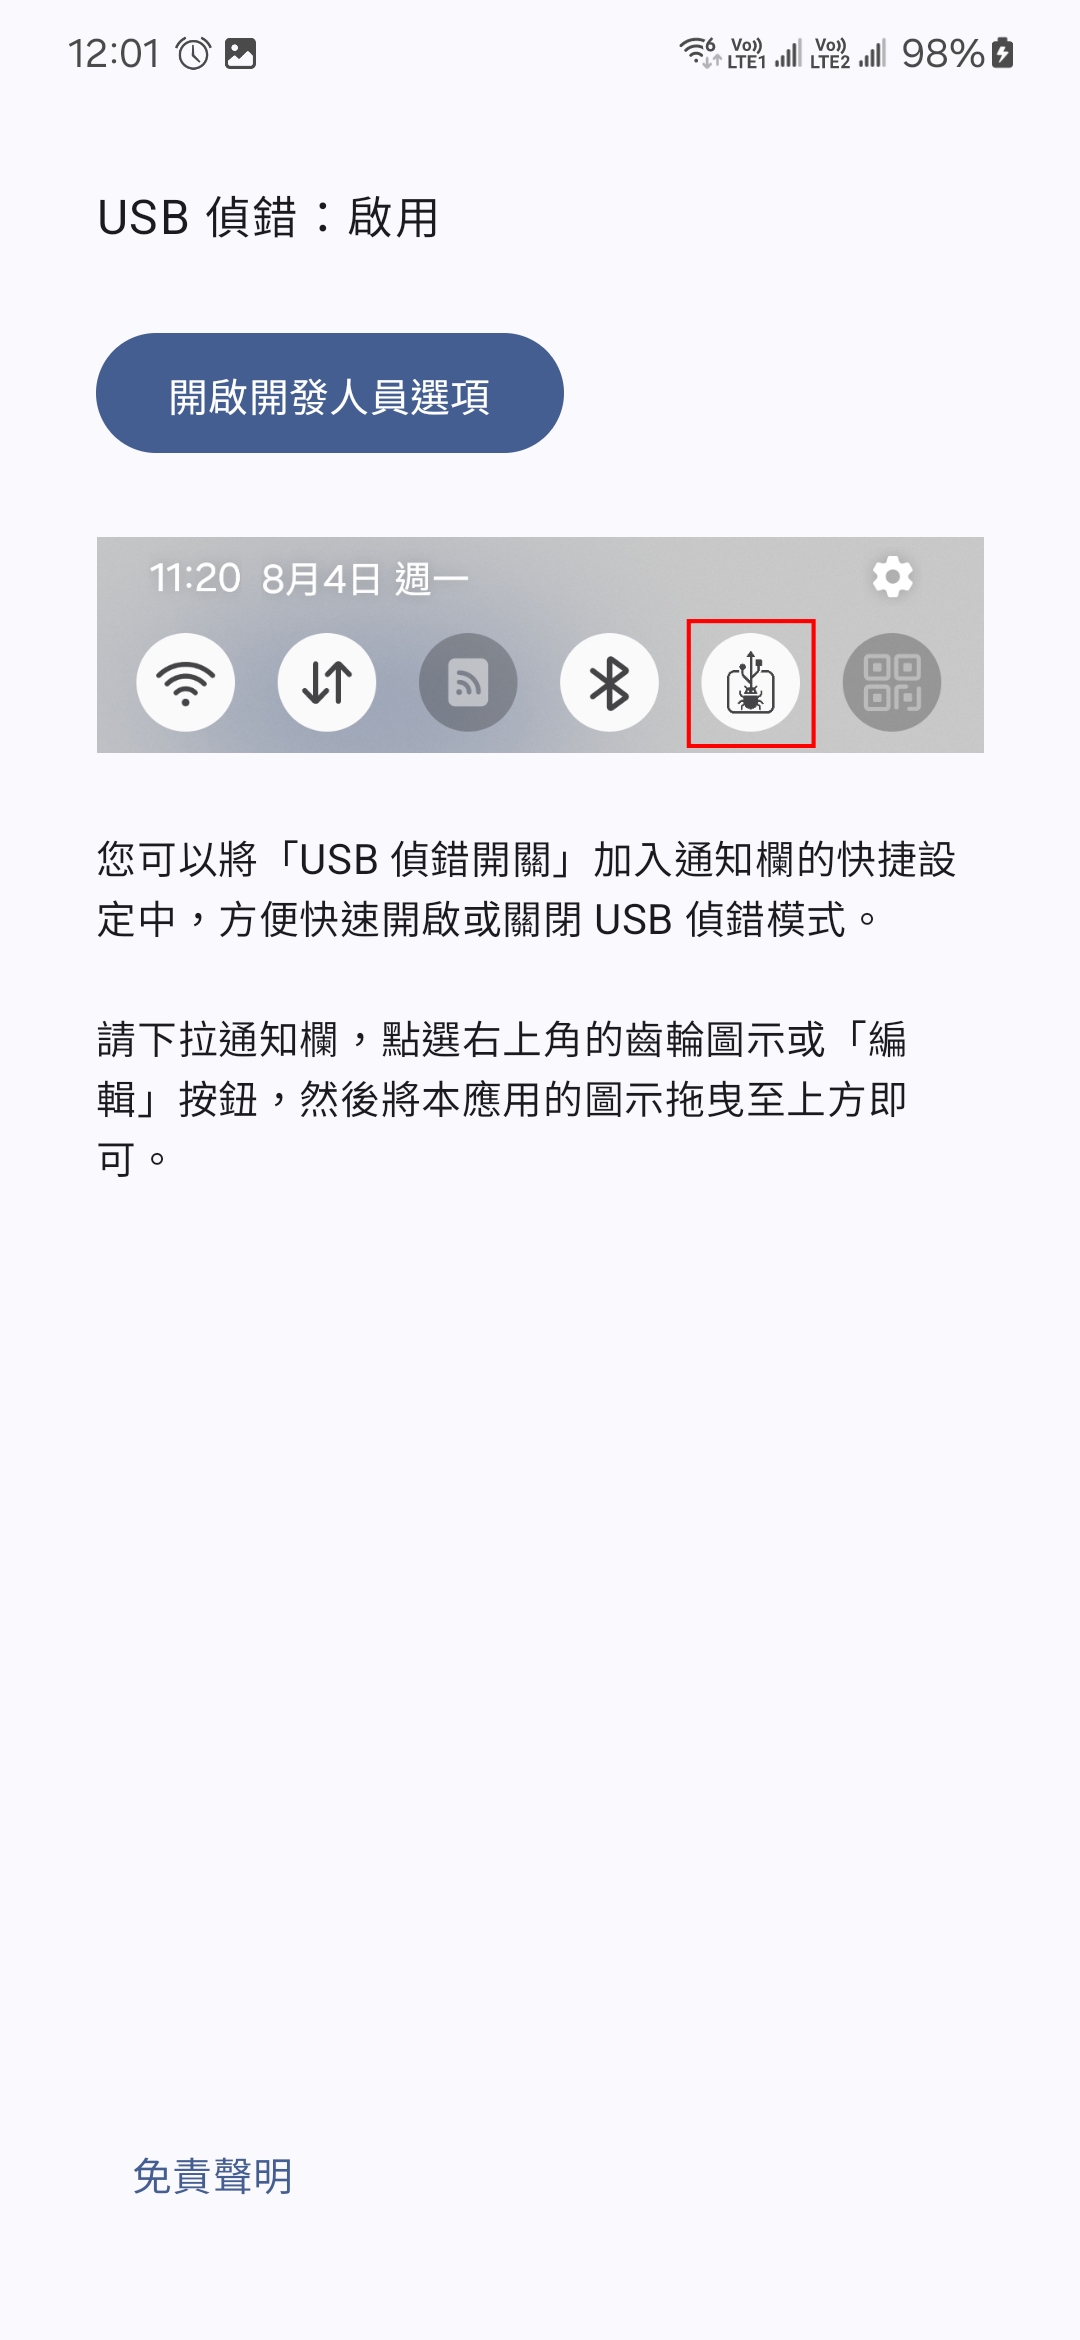 12:01
6 Vo)) LTE1 Vo)) LTE2 98%
USB 偵錯：啟用
開啟開發人員選項
11:20 8月4日 週一
您可以將「USB 偵錯開關」加入通知欄的快捷設
定中，方便快速開啟或關閉 USB 偵錯模式。
請下拉通知欄，點選右上角的齒輪圖示或「編
輯」按鈕，然後將本應用的圖示拖曳至上方即
可。
免責聲明